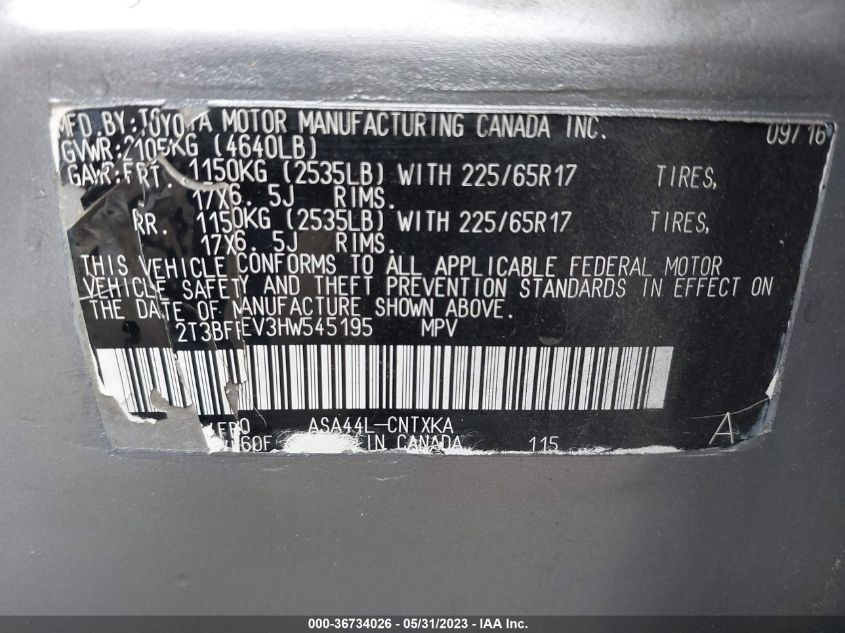 MFD.BY:TOYOTA MOTOR MANUFACTURING CANADA INC. 09/16
GVWR:2105KG (4640LB)
GAWR:FRT. 1150KG (2535LB) WITH 225/65R17 TIRES,
17X6. 5J RIMS.
RR. 1150KG (2535LB) WITH 225/65R17 TIRES,
17X6. 5J RIMS.
THIS VEHICLE CONFORMS TO ALL APPLICABLE FEDERAL MOTOR
VEHICLE SAFETY AND THEFT PREVENTION STANDARDS IN EFFECT ON
THE DATE OF MANUFACTURE SHOWN ABOVE.
EV3HW545195 MPV
ASA44L-CNTXKA A
IN CANADA 115
000-36734026 - 05/31/2023 - IAA Inc.